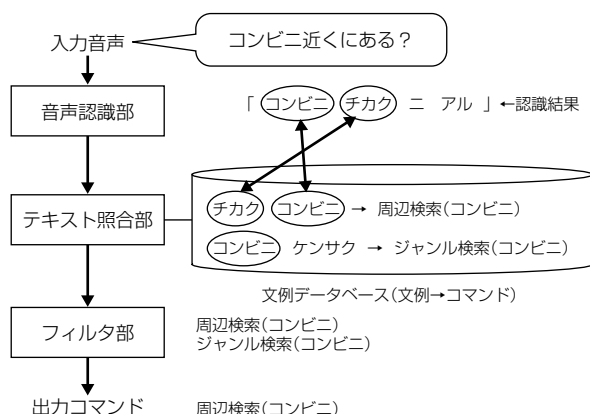 入力音声
コンビニ近くにある？
音声認識部
「 コンビニ チカク ニ アル 」 ←認識結果
テキスト照合部
チカク コンビニ → 周辺検索(コンビニ)
コンビニ ケンサク → ジャンル検索(コンビニ)
文例データベース(文例→コマンド)
フィルタ部
周辺検索(コンビニ)
ジャンル検索(コンビニ)
出力コマンド
周辺検索(コンビニ)